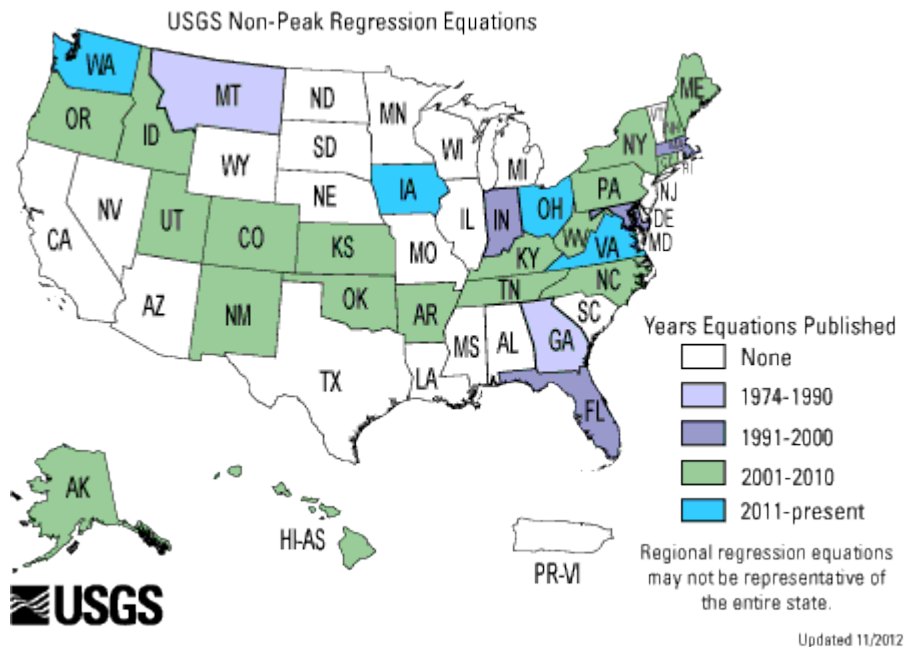 USGS Non-Peak Regression Equations
WA
MT
ND
MN
ME
VT
OR
ID
SD
WI
NY
WY
MI
IA
PA
NE
NJ
NV
UT
IL
IN
OH
DE
CA
CO
WV
MD
KS
MO
KY
VA
NC
TN
AZ
NM
OK
AR
SC
MS
AL
GA
TX
LA
FL
AK
HI-AS
PR-VI
Years Equations Published
None
1974-1990
1991-2000
2001-2010
2011-present
Regional regression equations
may not be representative of
the entire state.
USGS
Updated 11/2012